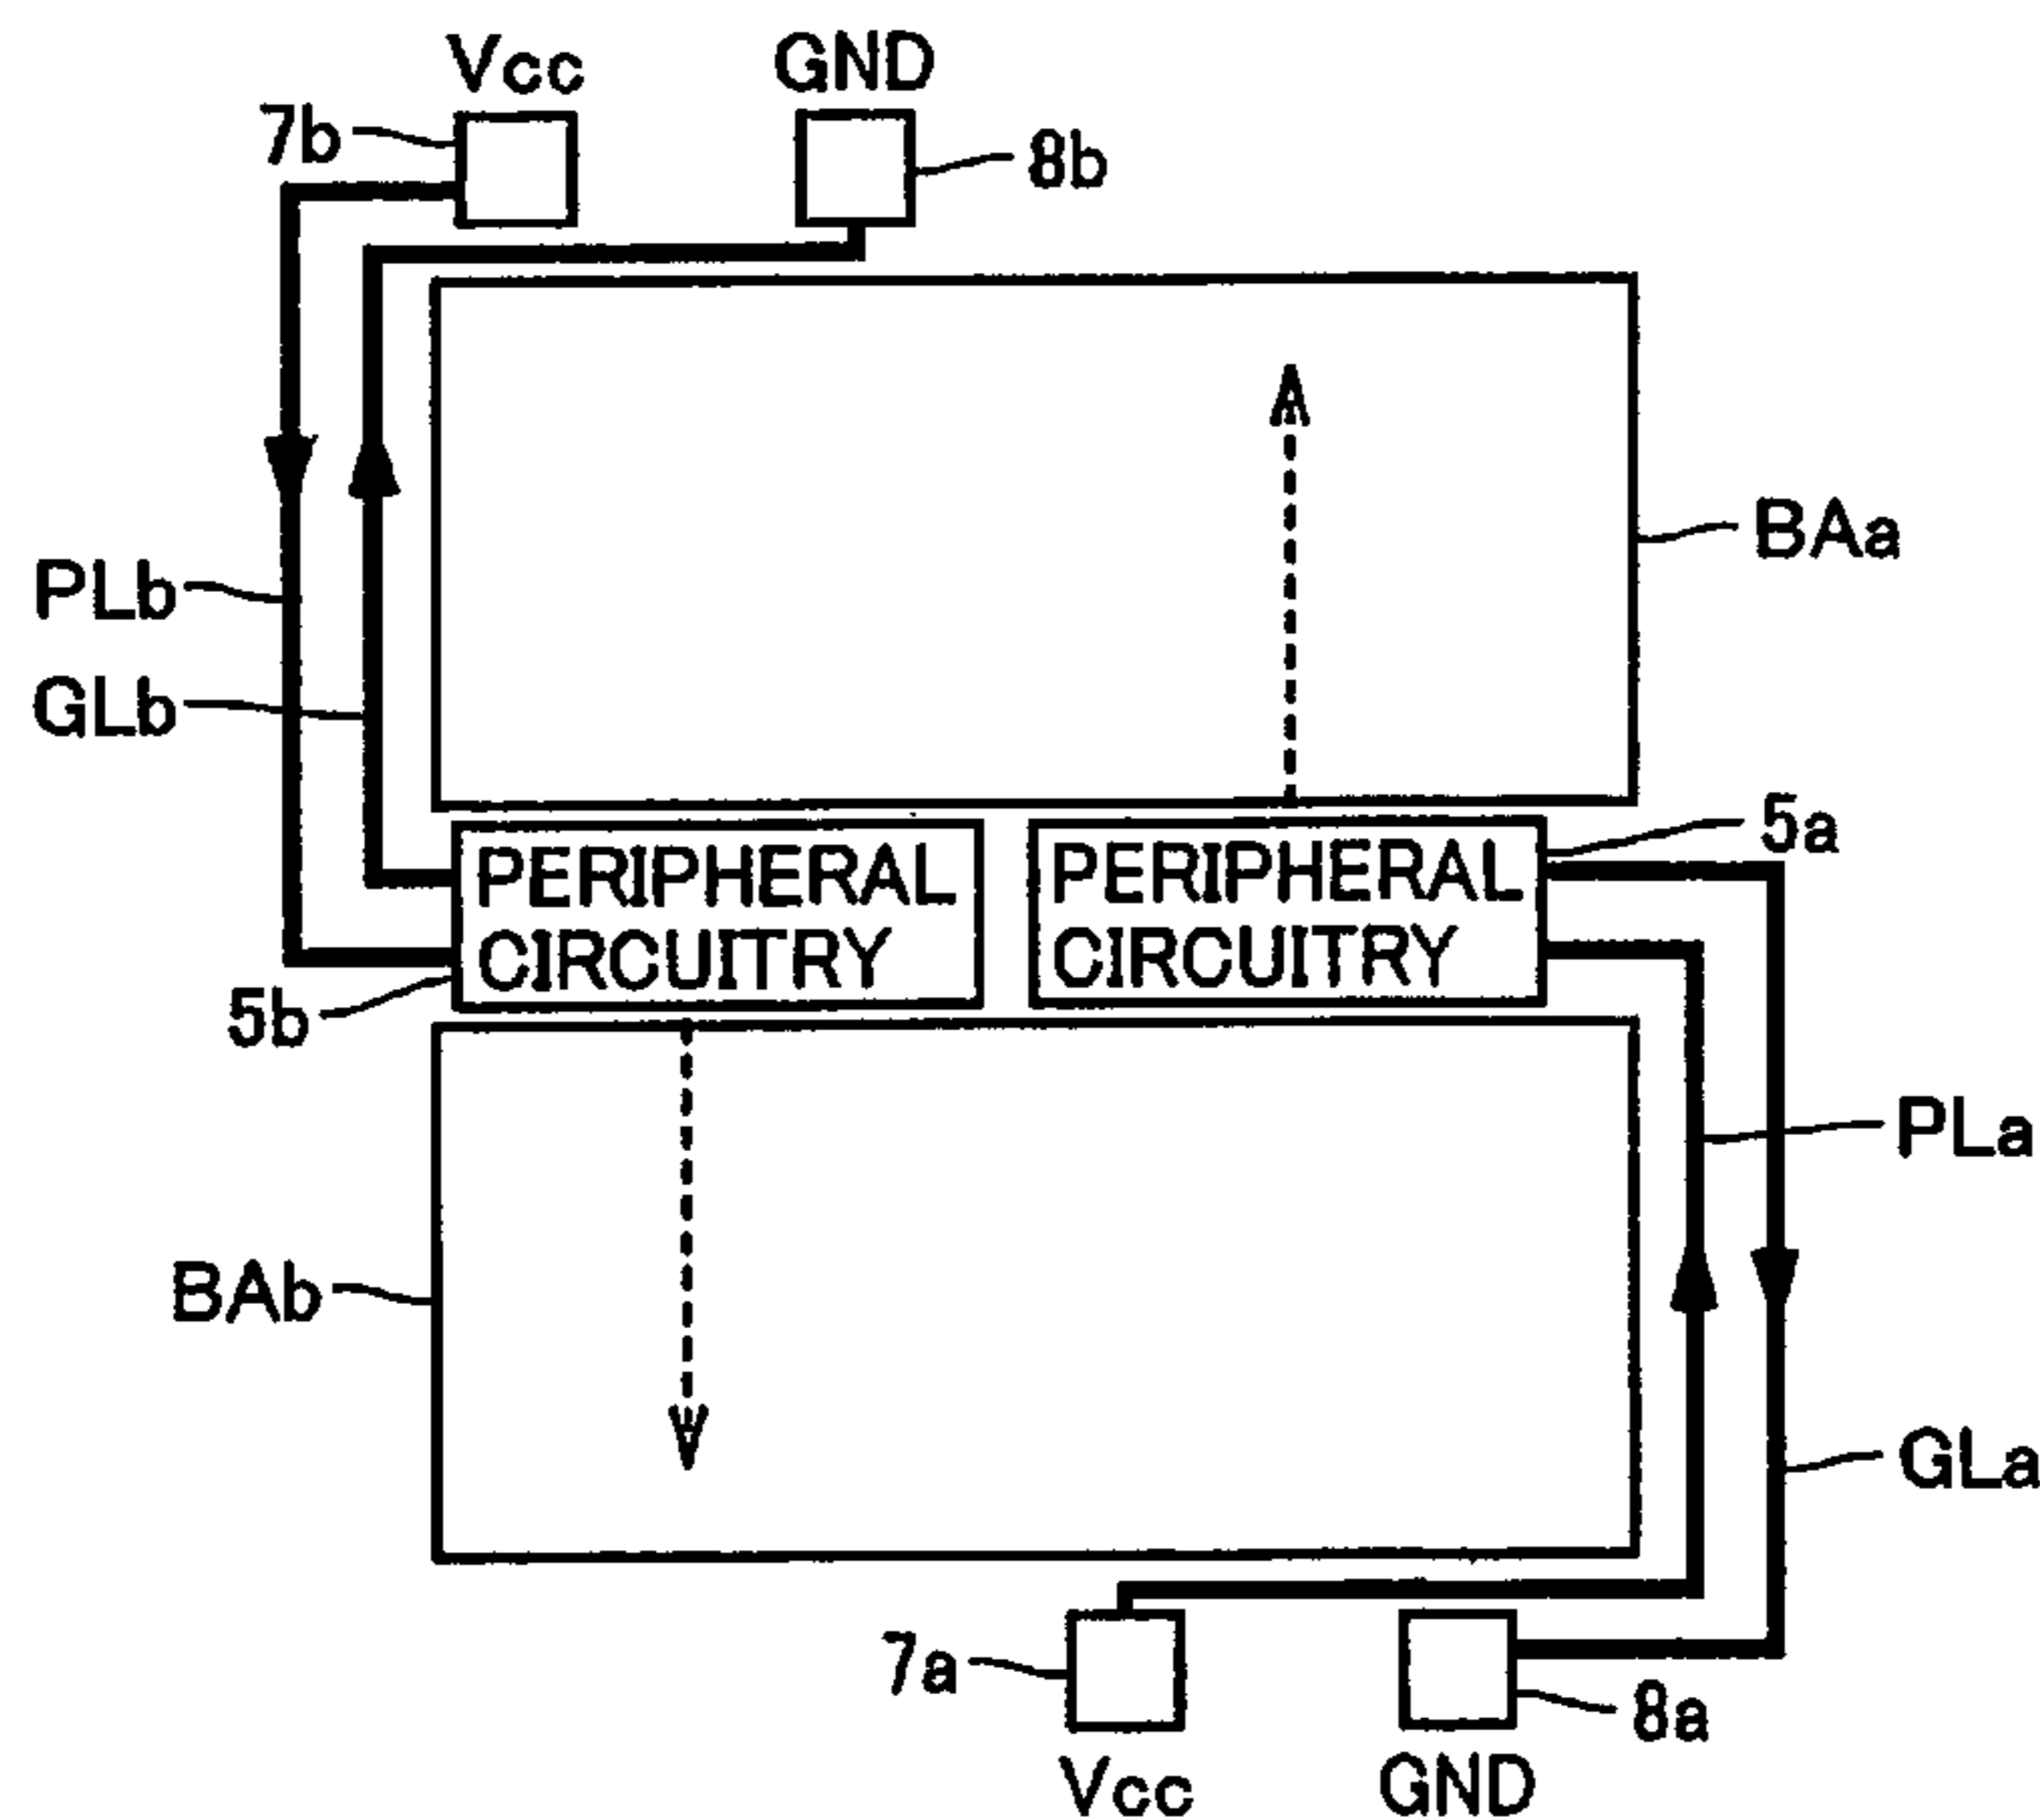 Vcc
GND
7b
8b
BAa
PLb
GLb
5a
PERIPHERAL
CIRCUITRY
PERIPHERAL
CIRCUITRY
5b
PLa
BAb
GLa
7a
8a
Vcc
GND